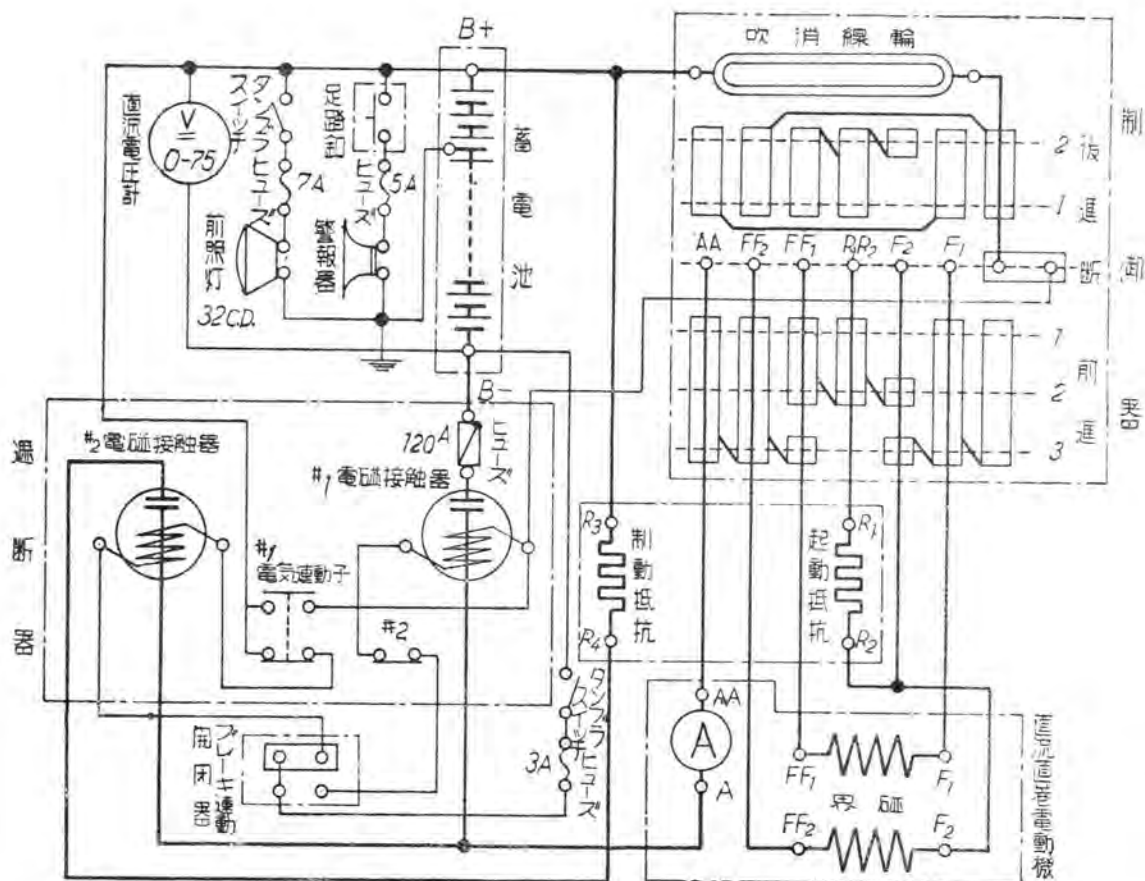 B+
吹消線輪
直流電圧計
V
0-75
タンブラスイッチ
ヒューズ
7A
足踏釦
ヒューズ
5A
蓄電池
前照灯
32C.D.
警報器
B-
制御器
2
後進
1
AA
FF2
FF1
R1R2
F2
F1
断
1
前進
2
3
遮断器
#2電磁接触器
120A
ヒューズ
#1電磁接触器
#1
電気連動子
#2
R3
制動抵抗
R4
R1
起動抵抗
R2
タンブラスイッチ
ヒューズ
3A
ブレーキ連動
開閉器
AA
A
A
FF1
F1
界磁
FF2
F2
直流直巻電動機